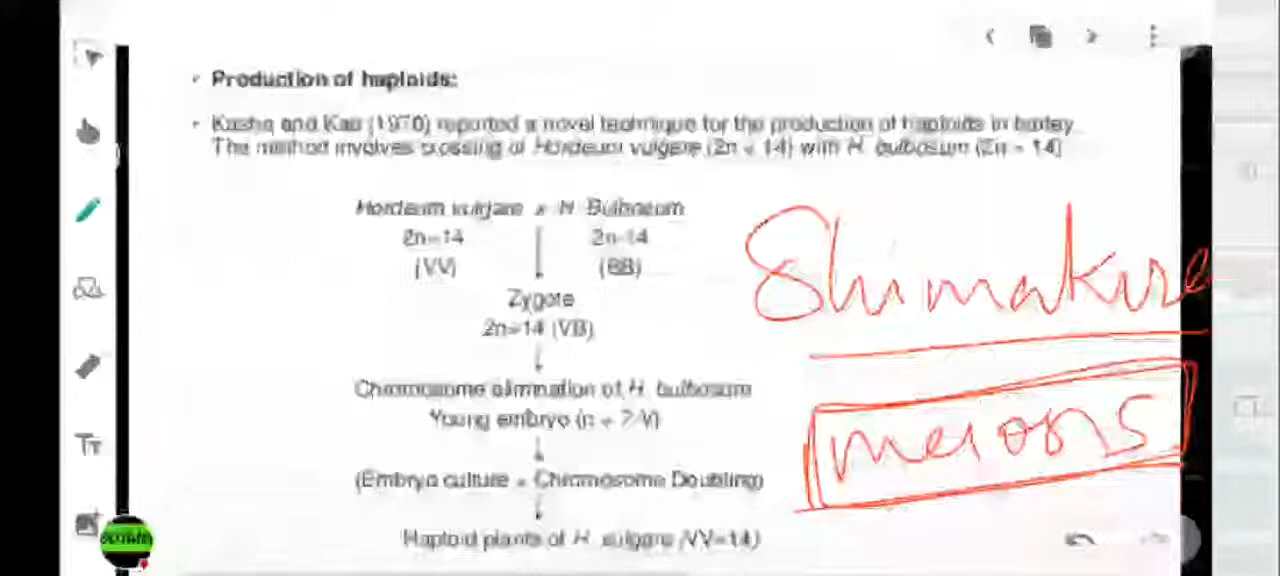 Production of haploids:
Kasha and Kao (1970) reported a novel technique for the production of haploids in barley
The method involves crossing of Hordeum vulgare (2n = 14) with H. bulbosum (2n = 14)
Hordeum vulgare x H. Bulbosum
2n=14 2n=14
(VV) (BB)
Zygote
2n=14 (VB)
Chromosome elimination of H. bulbosum
Young embryo (n = 7 V)
(Embryo culture + Chromosome Doubling)
Haploid plants of H. vulgare (VV=14)
Shimakura
meiosis
TT